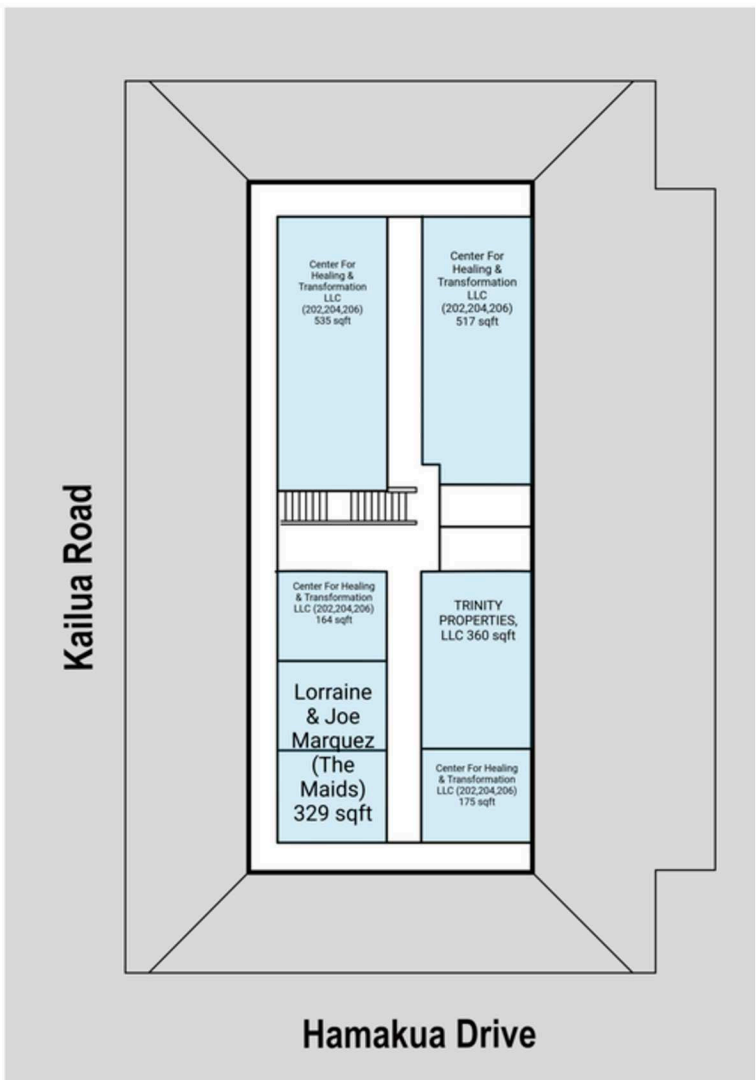 Center For
Healing &
Transformation
LLC
(202,204,206)
535 sqft
Center For
Healing &
Transformation
LLC
(202,204,206)
517 sqft
Kailua Road
Center For Healing
& Transformation
LLC (202,204,206)
164 sqft
TRINITY
PROPERTIES,
LLC 360 sqft
Lorraine
& Joe
Marquez
(The
Maids)
329 sqft
Center For Healing
& Transformation
LLC (202,204,206)
175 sqft
Hamakua Drive